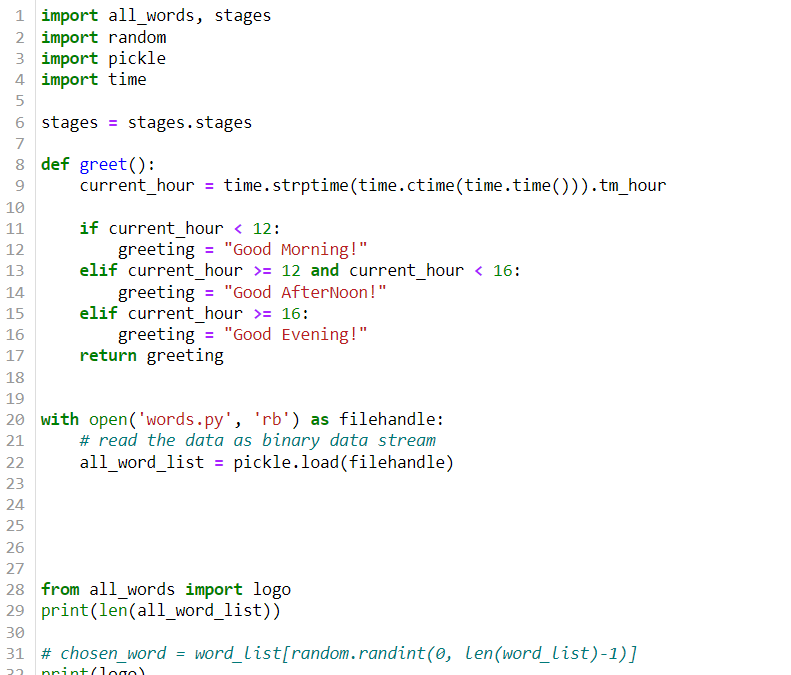 1 import all_words, stages
2 import random
3 import pickle
4 import time
5
6 stages = stages.stages
7
8 def greet():
9     current_hour = time.strptime(time.ctime(time.time())).tm_hour
10
11     if current_hour < 12:
12         greeting = "Good Morning!"
13     elif current_hour >= 12 and current_hour < 16:
14         greeting = "Good AfterNoon!"
15     elif current_hour >= 16:
16         greeting = "Good Evening!"
17     return greeting
18
19
20 with open('words.py', 'rb') as filehandle:
21     # read the data as binary data stream
22     all_word_list = pickle.load(filehandle)
23
24
25
26
27
28 from all_words import logo
29 print(len(all_word_list))
30
31 # chosen_word = word_list[random.randint(0, len(word_list)-1)]
32 print(logo)